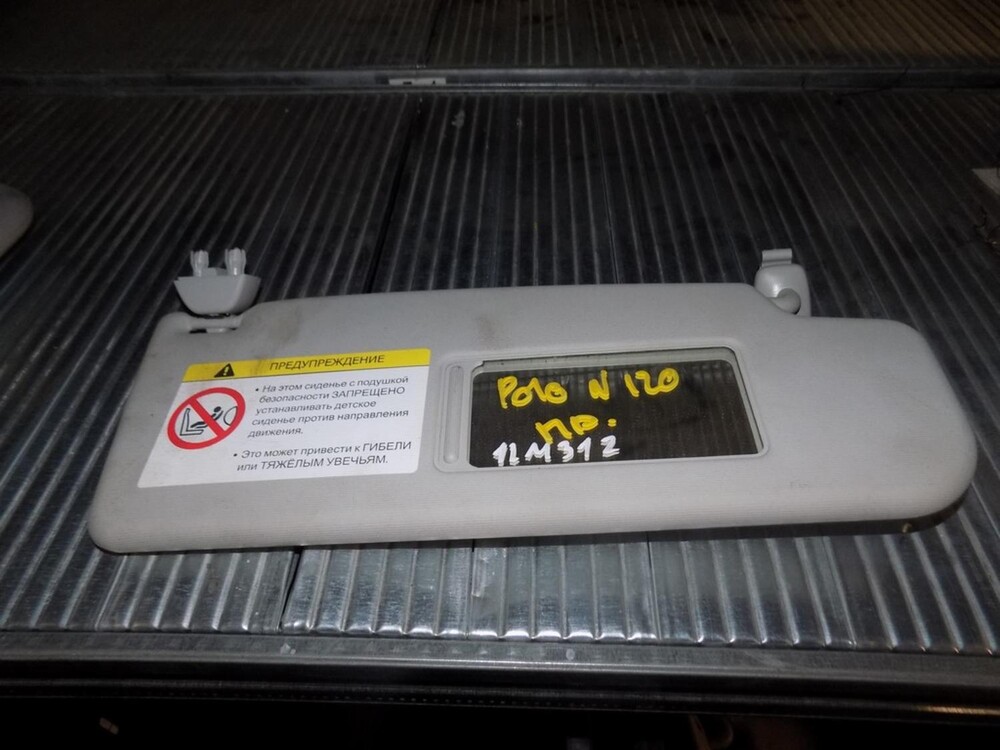 ПРЕДУПРЕЖДЕНИЕ
• На этом сиденье с подушкой
безопасности ЗАПРЕЩЕНО
устанавливать детское
сиденье против направления
движения.
• Это может привести к ГИБЕЛИ
или ТЯЖЁЛЫМ УВЕЧЬЯМ.
Polo N 120
пр.
1LM312